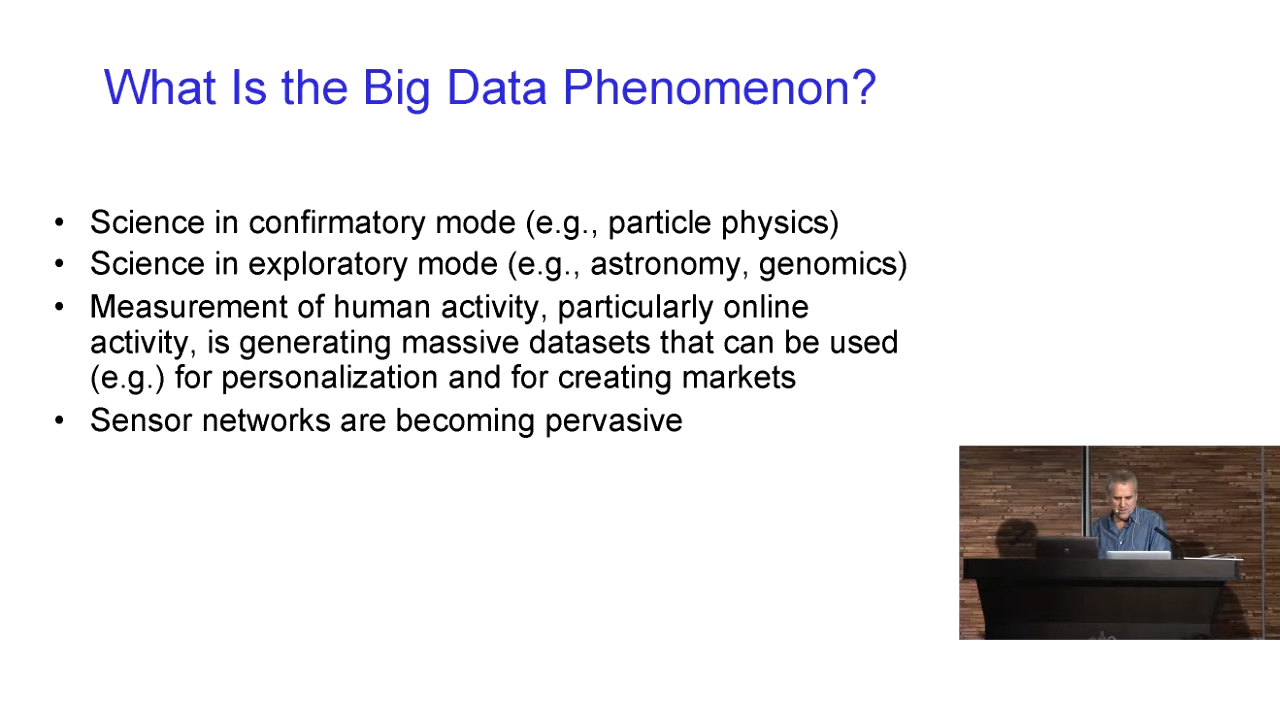 What Is the Big Data Phenomenon?
• Science in confirmatory mode (e.g., particle physics)
• Science in exploratory mode (e.g., astronomy, genomics)
• Measurement of human activity, particularly online
activity, is generating massive datasets that can be used
(e.g.) for personalization and for creating markets
• Sensor networks are becoming pervasive